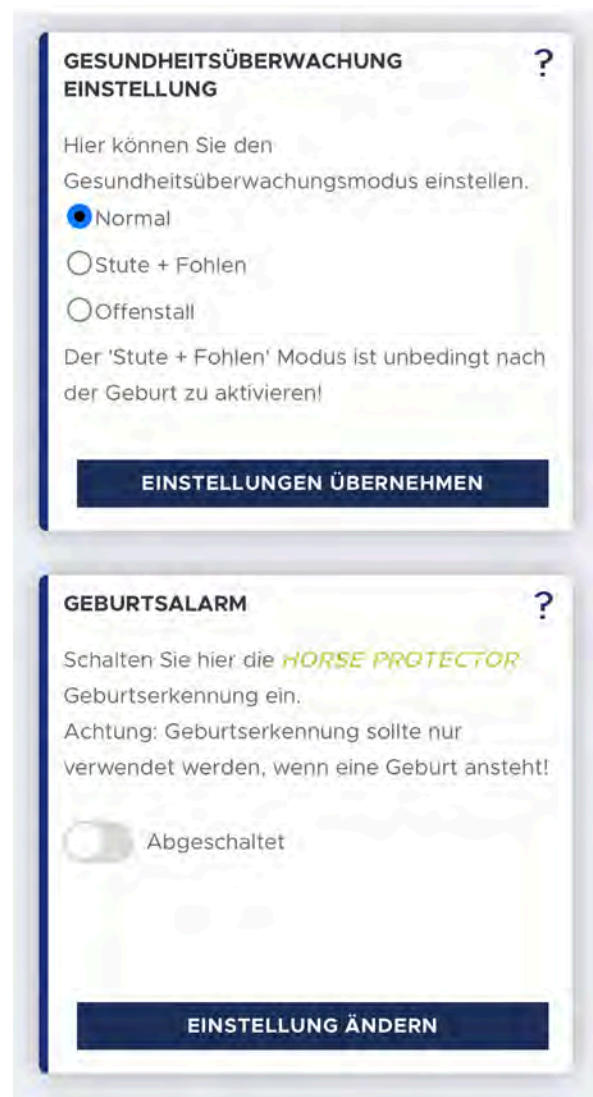 GESUNDHEITSÜBERWACHUNG ?
EINSTELLUNG
Hier können Sie den
Gesundheitsüberwachungsmodus einstellen.
Normal
Stute + Fohlen
Offenstall
Der 'Stute + Fohlen' Modus ist unbedingt nach
der Geburt zu aktivieren!
EINSTELLUNGEN ÜBERNEHMEN
GEBURTSALARM ?
Schalten Sie hier die HORSE PROTECTOR
Geburtserkennung ein.
Achtung: Geburtserkennung sollte nur
verwendet werden, wenn eine Geburt ansteht!
Abgeschaltet
EINSTELLUNG ÄNDERN